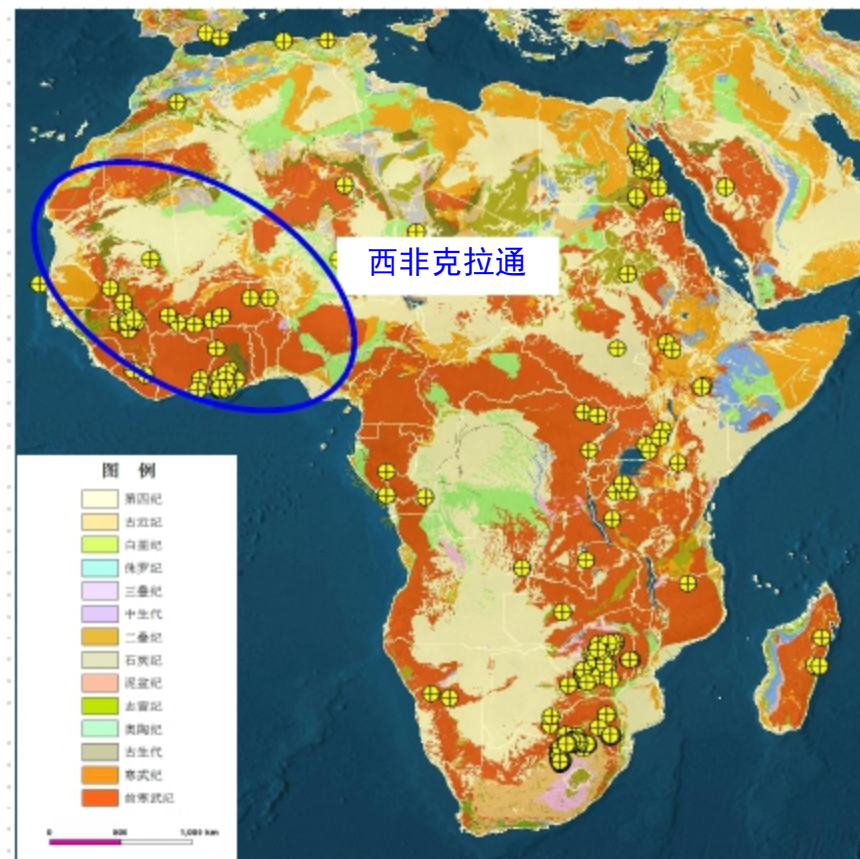 西非克拉通
图 例
第四纪
古近纪
白垩纪
侏罗纪
三叠纪
中生代
二叠纪
石炭纪
泥盆纪
志留纪
奥陶纪
古生代
寒武纪
前寒武纪
0 500 1,000 km